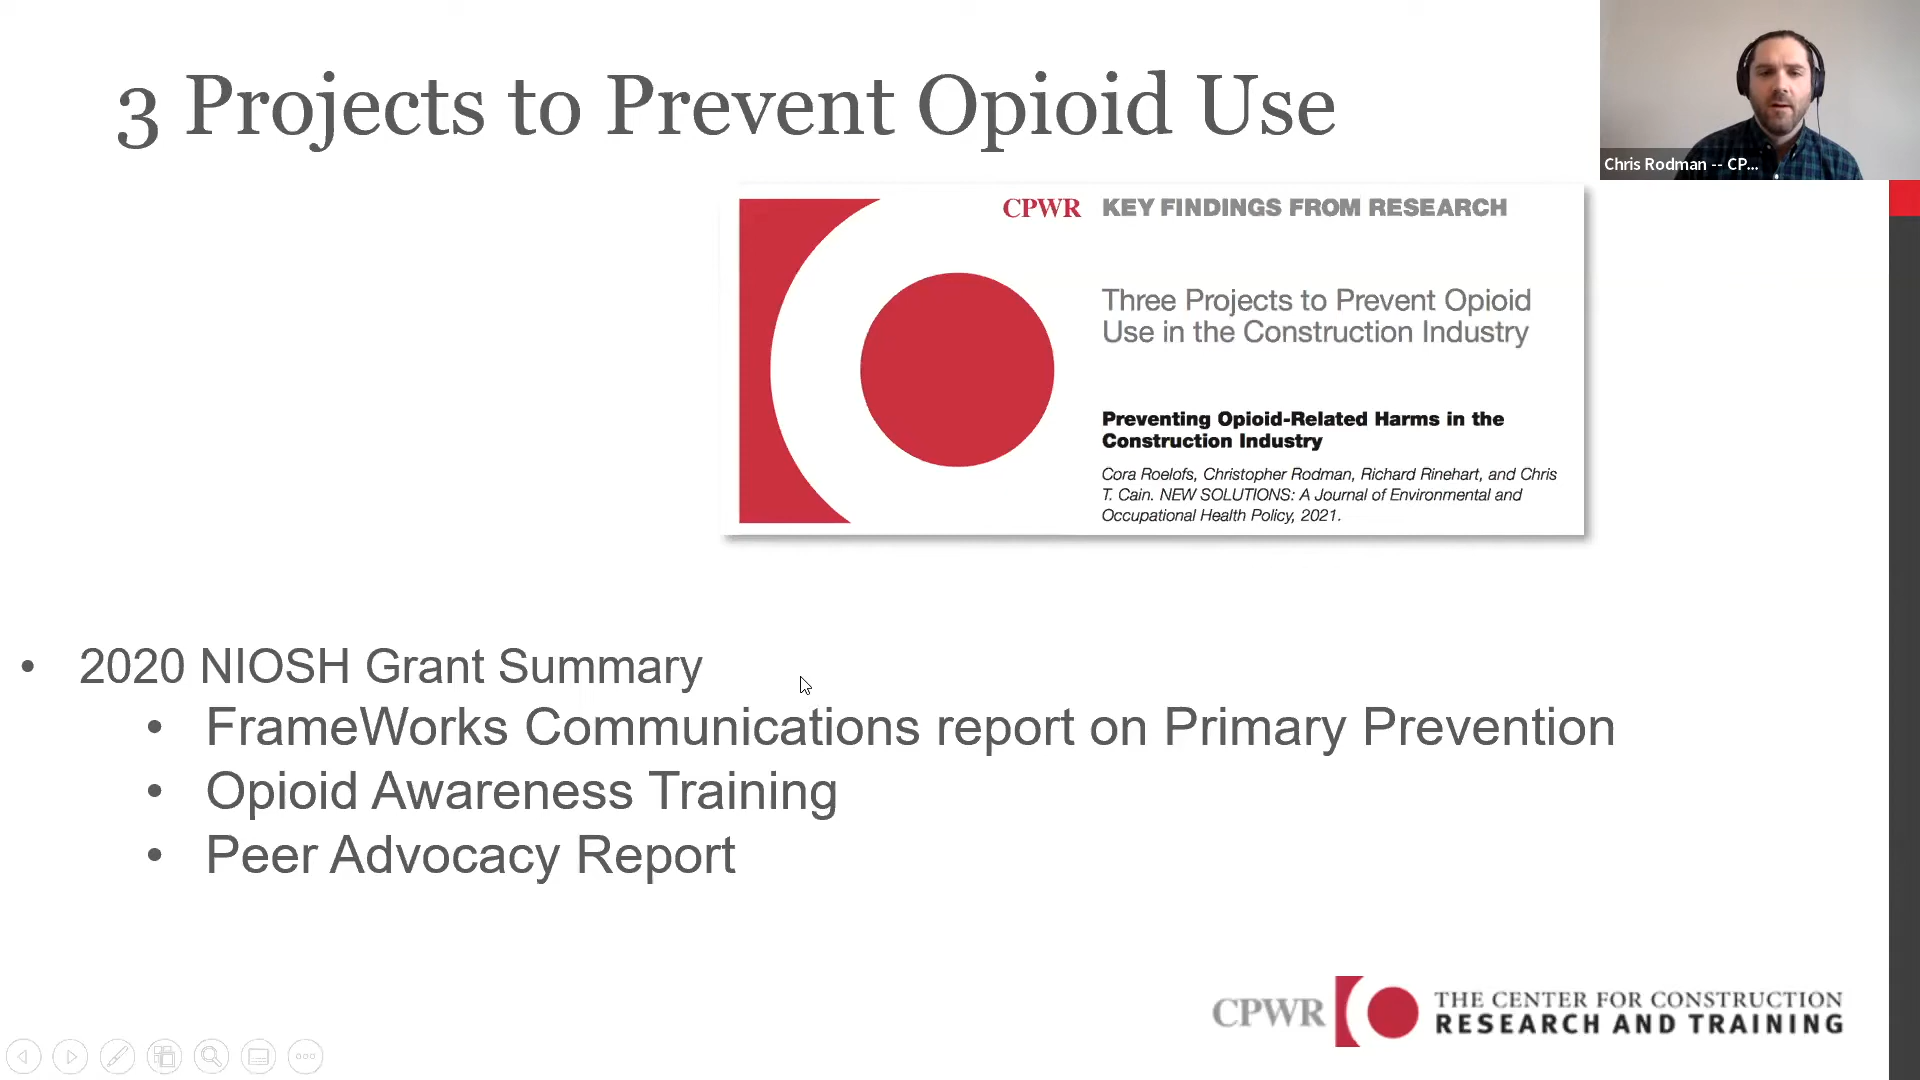 3 Projects to Prevent Opioid Use
Chris Rodman -- CP...
CPWR KEY FINDINGS FROM RESEARCH
Three Projects to Prevent Opioid
Use in the Construction Industry
Preventing Opioid-Related Harms in the
Construction Industry
Cora Roelofs, Christopher Rodman, Richard Rinehart, and Chris
T. Cain. NEW SOLUTIONS: A Journal of Environmental and
Occupational Health Policy, 2021.
• 2020 NIOSH Grant Summary
• FrameWorks Communications report on Primary Prevention
• Opioid Awareness Training
• Peer Advocacy Report
CPWR
THE CENTER FOR CONSTRUCTION
RESEARCH AND TRAINING